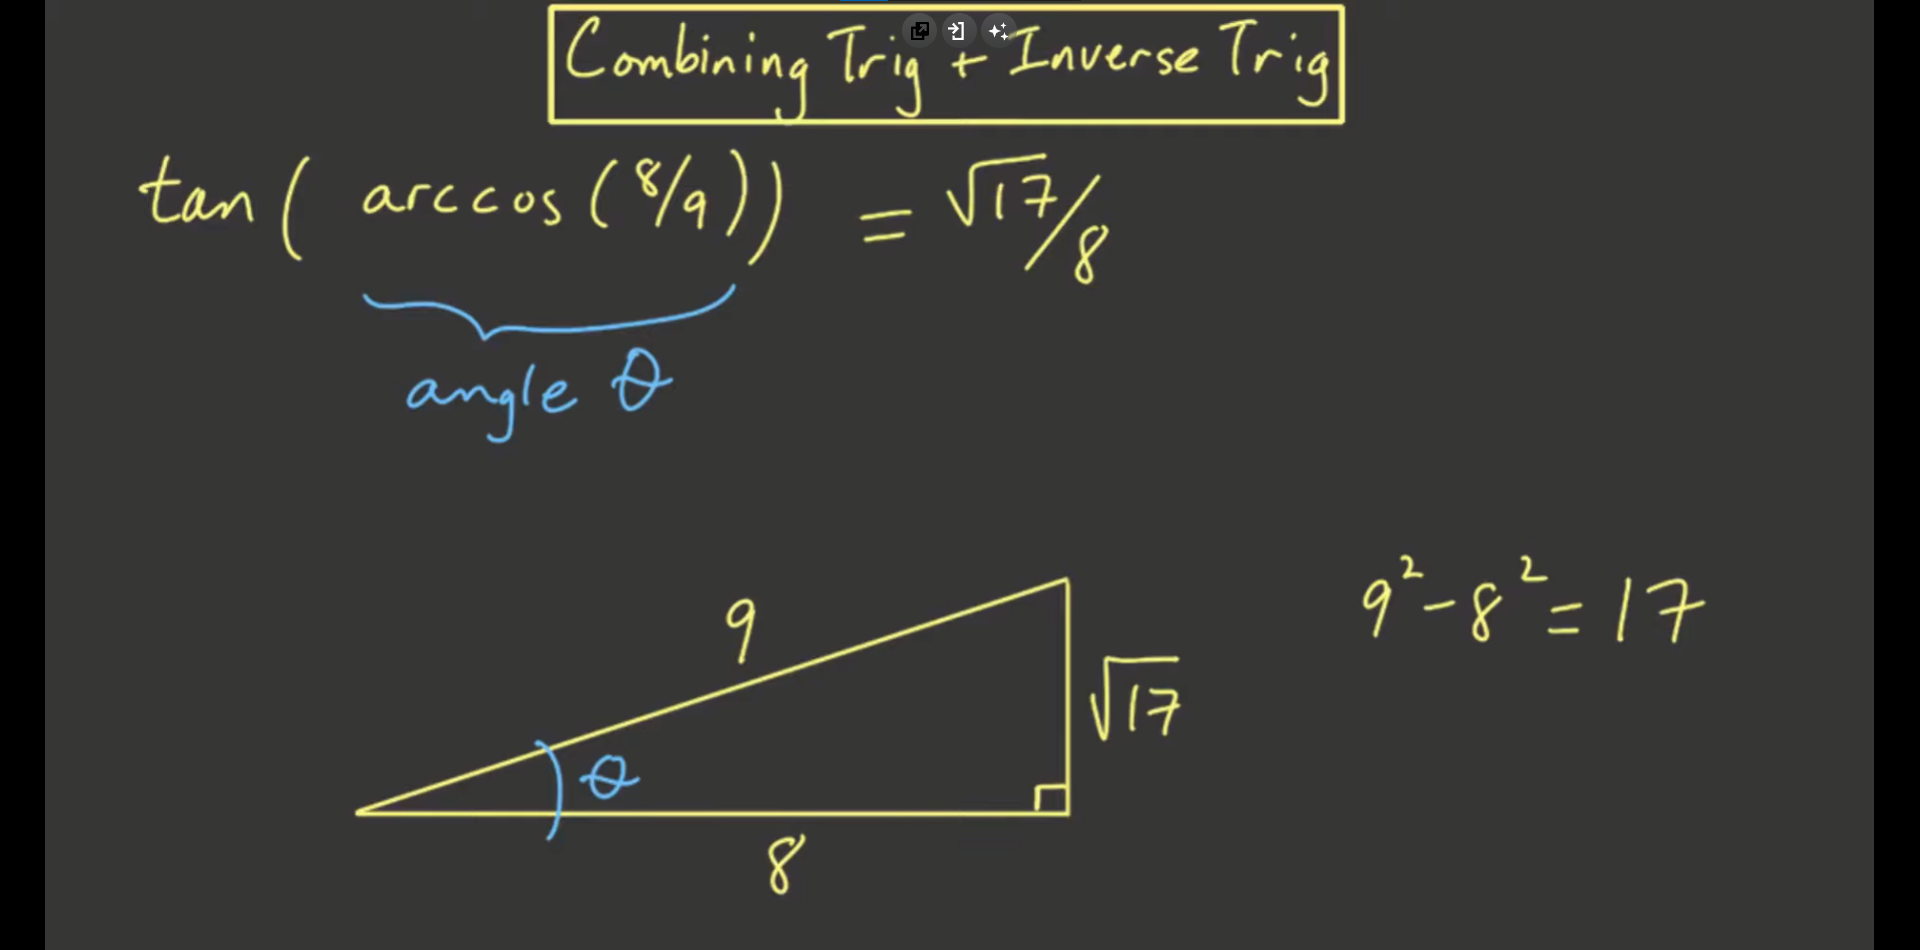 Combining Trig + Inverse Trig
tan( arccos(8/9)) = √17/8
angle θ
9
9² - 8² = 17
√17
θ
8